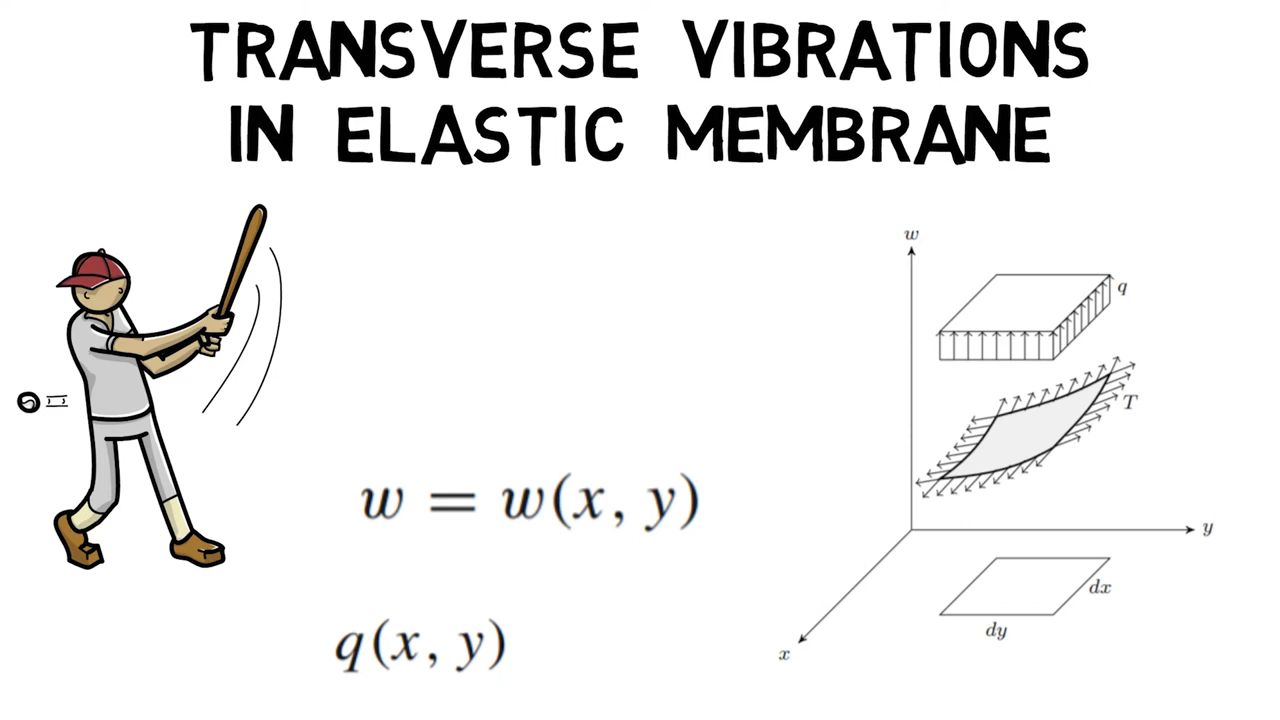 TRANSVERSE VIBRATIONS
IN ELASTIC MEMBRANE
w
q
T
w = w(x, y)
y
dx
q(x, y)
dy
x